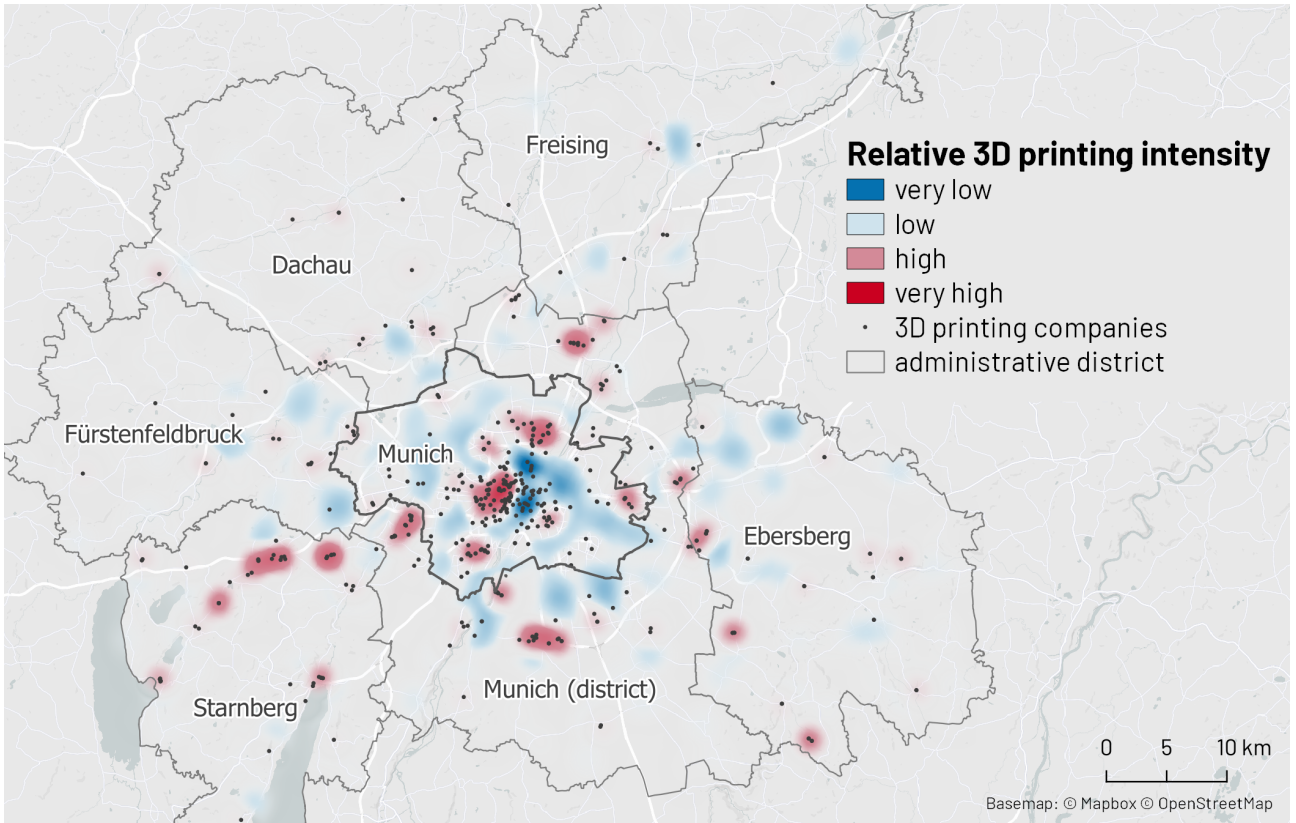 Freising
Relative 3D printing intensity
very low
low
high
very high
3D printing companies
administrative district
Dachau
Fürstenfeldbruck
Munich
Ebersberg
Starnberg
Munich (district)
0 5 10 km
Basemap: © Mapbox © OpenStreetMap